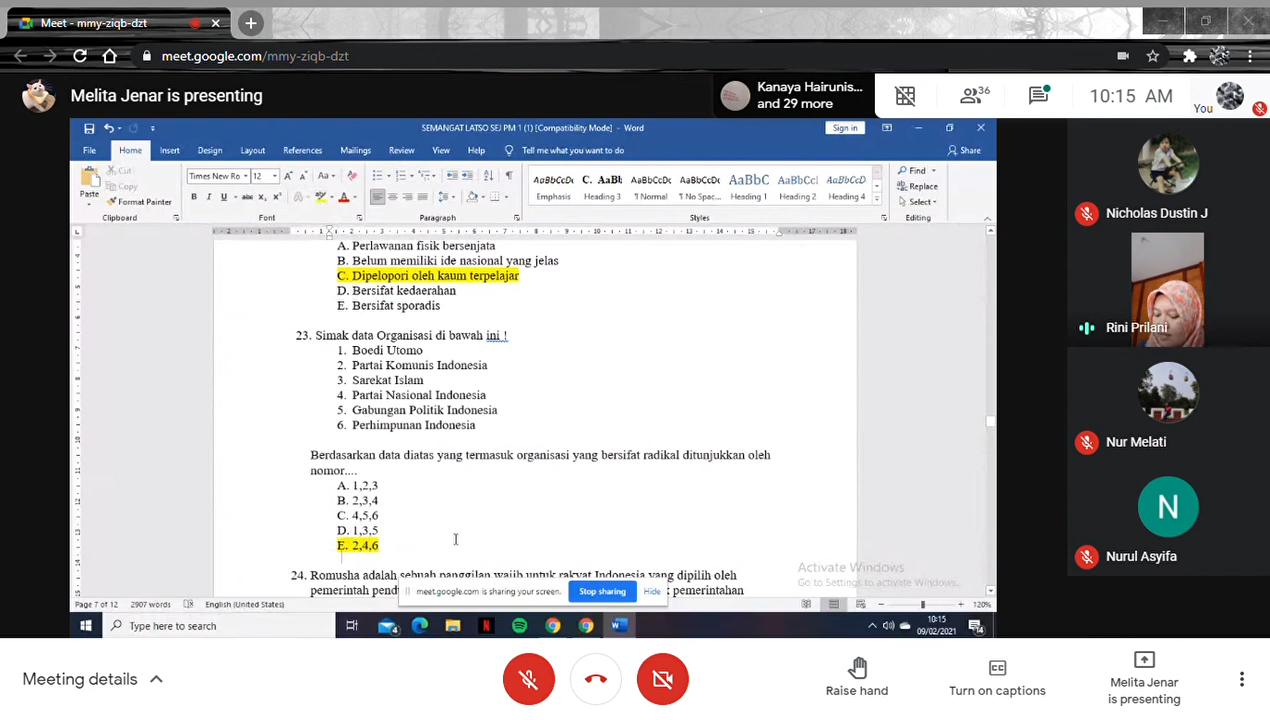 Meet - mmy-ziqb-dzt
meet.google.com/mmy-ziqb-dzt
Melita Jenar is presenting
Kanaya Hairunis...
and 29 more
36
10:15 AM
You
SEMANGAT LATSO SEJ PM 1 (1) [Compatibility Mode] - Word
Sign in
File Home Insert Design Layout References Mailings Review View Help Tell me what you want to do Share
Paste
Cut
Copy
Format Painter
Clipboard
Times New Ro 12
Font
Paragraph
AaBbCcDc C. AaBl AaBbCcDc AaBbCcDc AaBbC AaBbCcI AaBbCcD
Emphasis Heading 3 ¶ Normal ¶ No Spac... Heading 1 Heading 2 Heading 4
Styles
Find
Replace
Select
Editing
A. Perlawanan fisik bersenjata
B. Belum memiliki ide nasional yang jelas
C. Dipelopori oleh kaum terpelajar
D. Bersifat kedaerahan
E. Bersifat sporadis
23. Simak data Organisasi di bawah ini !
1. Boedi Utomo
2. Partai Komunis Indonesia
3. Sarekat Islam
4. Partai Nasional Indonesia
5. Gabungan Politik Indonesia
6. Perhimpunan Indonesia
Berdasarkan data diatas yang termasuk organisasi yang bersifat radikal ditunjukkan oleh
nomor....
A. 1,2,3
B. 2,3,4
C. 4,5,6
D. 1,3,5
E. 2,4,6
24. Romusha adalah sebuah panggilan wajib untuk rakyat Indonesia yang dipilih oleh
pemerintah pemerintahan
meet.google.com is sharing your screen. Stop sharing Hide
Activate Windows
Go to Settings to activate Windows.
Page 7 of 12 2907 words English (United States) 120%
Type here to search
10:15
09/02/2021
Nicholas Dustin J
Rini Prilani
Nur Melati
N
Nurul Asyifa
Meeting details
Raise hand
Turn on captions
Melita Jenar
is presenting